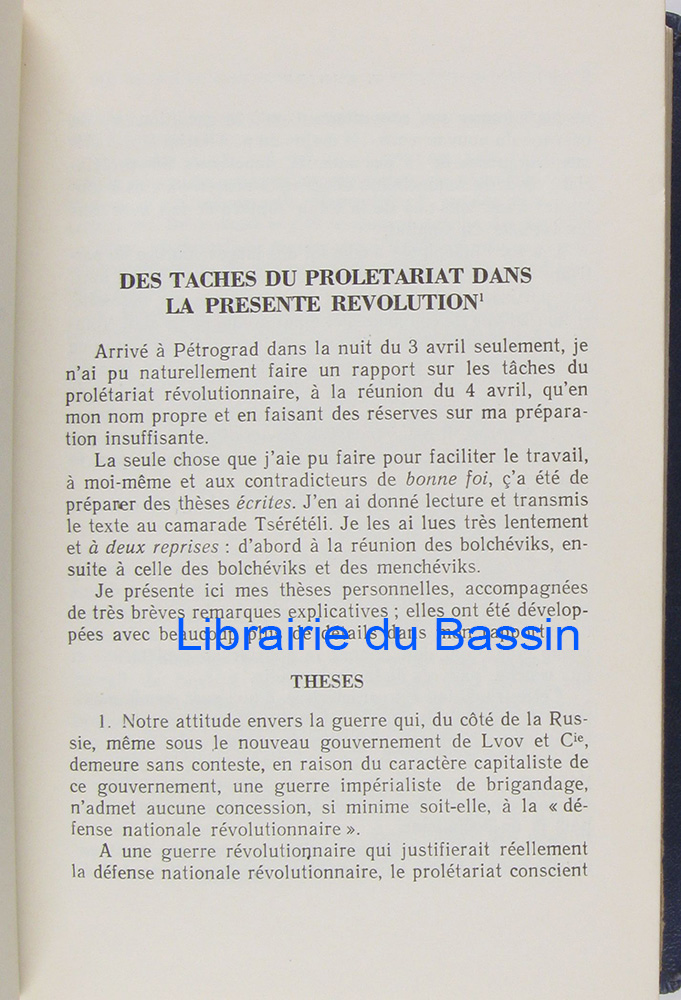 DES TACHES DU PROLETARIAT DANS
LA PRESENTE REVOLUTION¹
Arrivé à Pétrograd dans la nuit du 3 avril seulement, je
n'ai pu naturellement faire un rapport sur les tâches du
prolétariat révolutionnaire, à la réunion du 4 avril, qu'en
mon nom propre et en faisant des réserves sur ma prépara-
tion insuffisante.
La seule chose que j'aie pu faire pour faciliter le travail,
à moi-même et aux contradicteurs de bonne foi, ç'a été de
préparer des thèses écrites. J'en ai donné lecture et transmis
le texte au camarade Tsérétéli. Je les ai lues très lentement
et à deux reprises : d'abord à la réunion des bolchéviks, en-
suite à celle des bolchéviks et des menchéviks.
Je présente ici mes thèses personnelles, accompagnées
de très brèves remarques explicatives ; elles ont été dévelop-
pées avec beaucoup plus de détails dans mon rapport
Librairie du Bassin
THESES
1. Notre attitude envers la guerre qui, du côté de la Rus-
sie, même sous le nouveau gouvernement de Lvov et Cie,
demeure sans conteste, en raison du caractère capitaliste de
ce gouvernement, une guerre impérialiste de brigandage,
n'admet aucune concession, si minime soit-elle, à la « dé-
fense nationale révolutionnaire ».
A une guerre révolutionnaire qui justifierait réellement
la défense nationale révolutionnaire, le prolétariat conscient